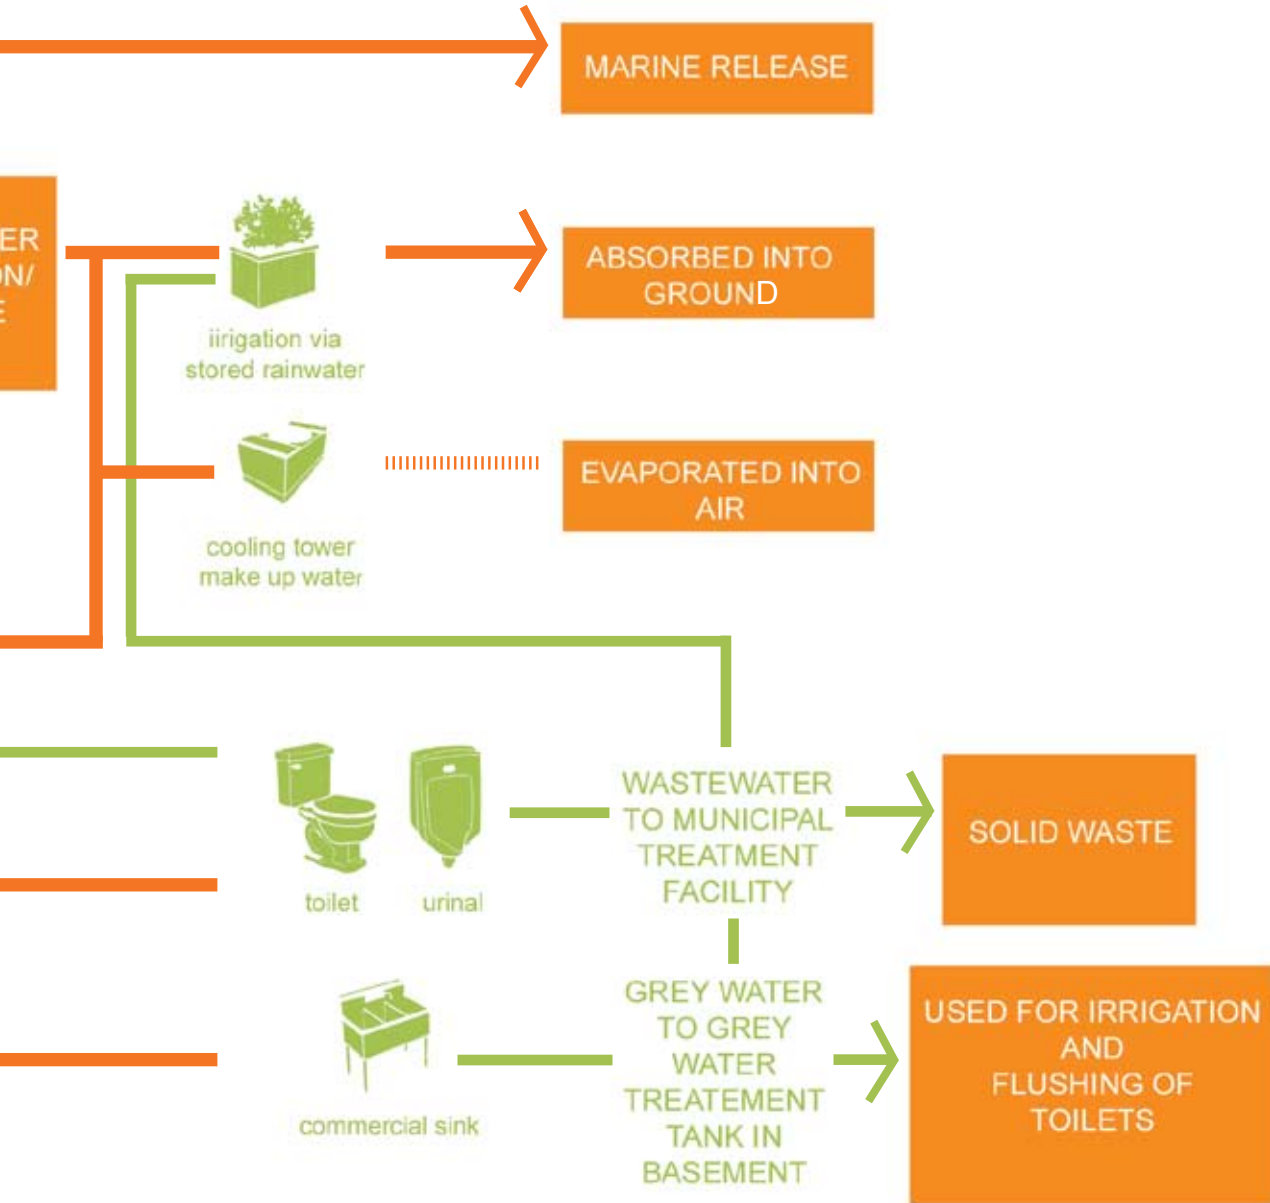 MARINE RELEASE
ER
ON/
E
ABSORBED INTO
GROUND
iirigation via
stored rainwater
EVAPORATED INTO
AIR
cooling tower
make up water
toilet
urinal
WASTEWATER
TO MUNICIPAL
TREATMENT
FACILITY
SOLID WASTE
commercial sink
GREY WATER
TO GREY
WATER
TREATEMENT
TANK IN
BASEMENT
USED FOR IRRIGATION
AND
FLUSHING OF
TOILETS